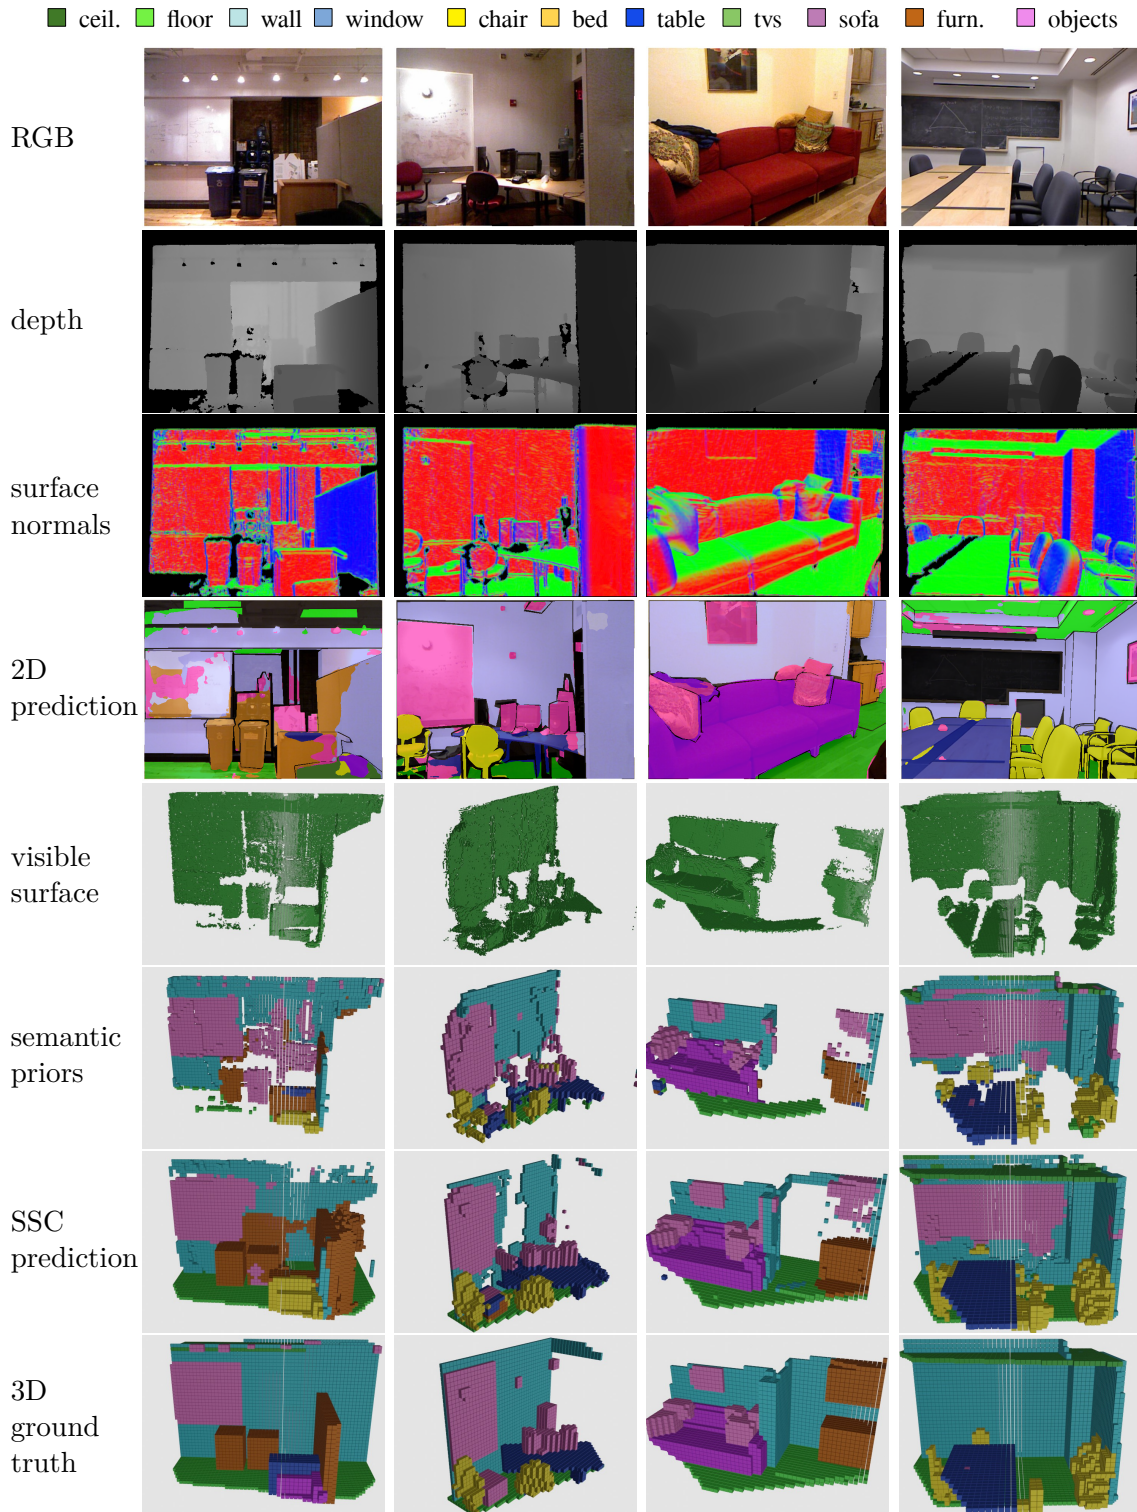 ceil. floor wall window chair bed table tvs sofa furn. objects
RGB
depth
surface
normals
2D
prediction
visible
surface
semantic
priors
SSC
prediction
3D
ground
truth